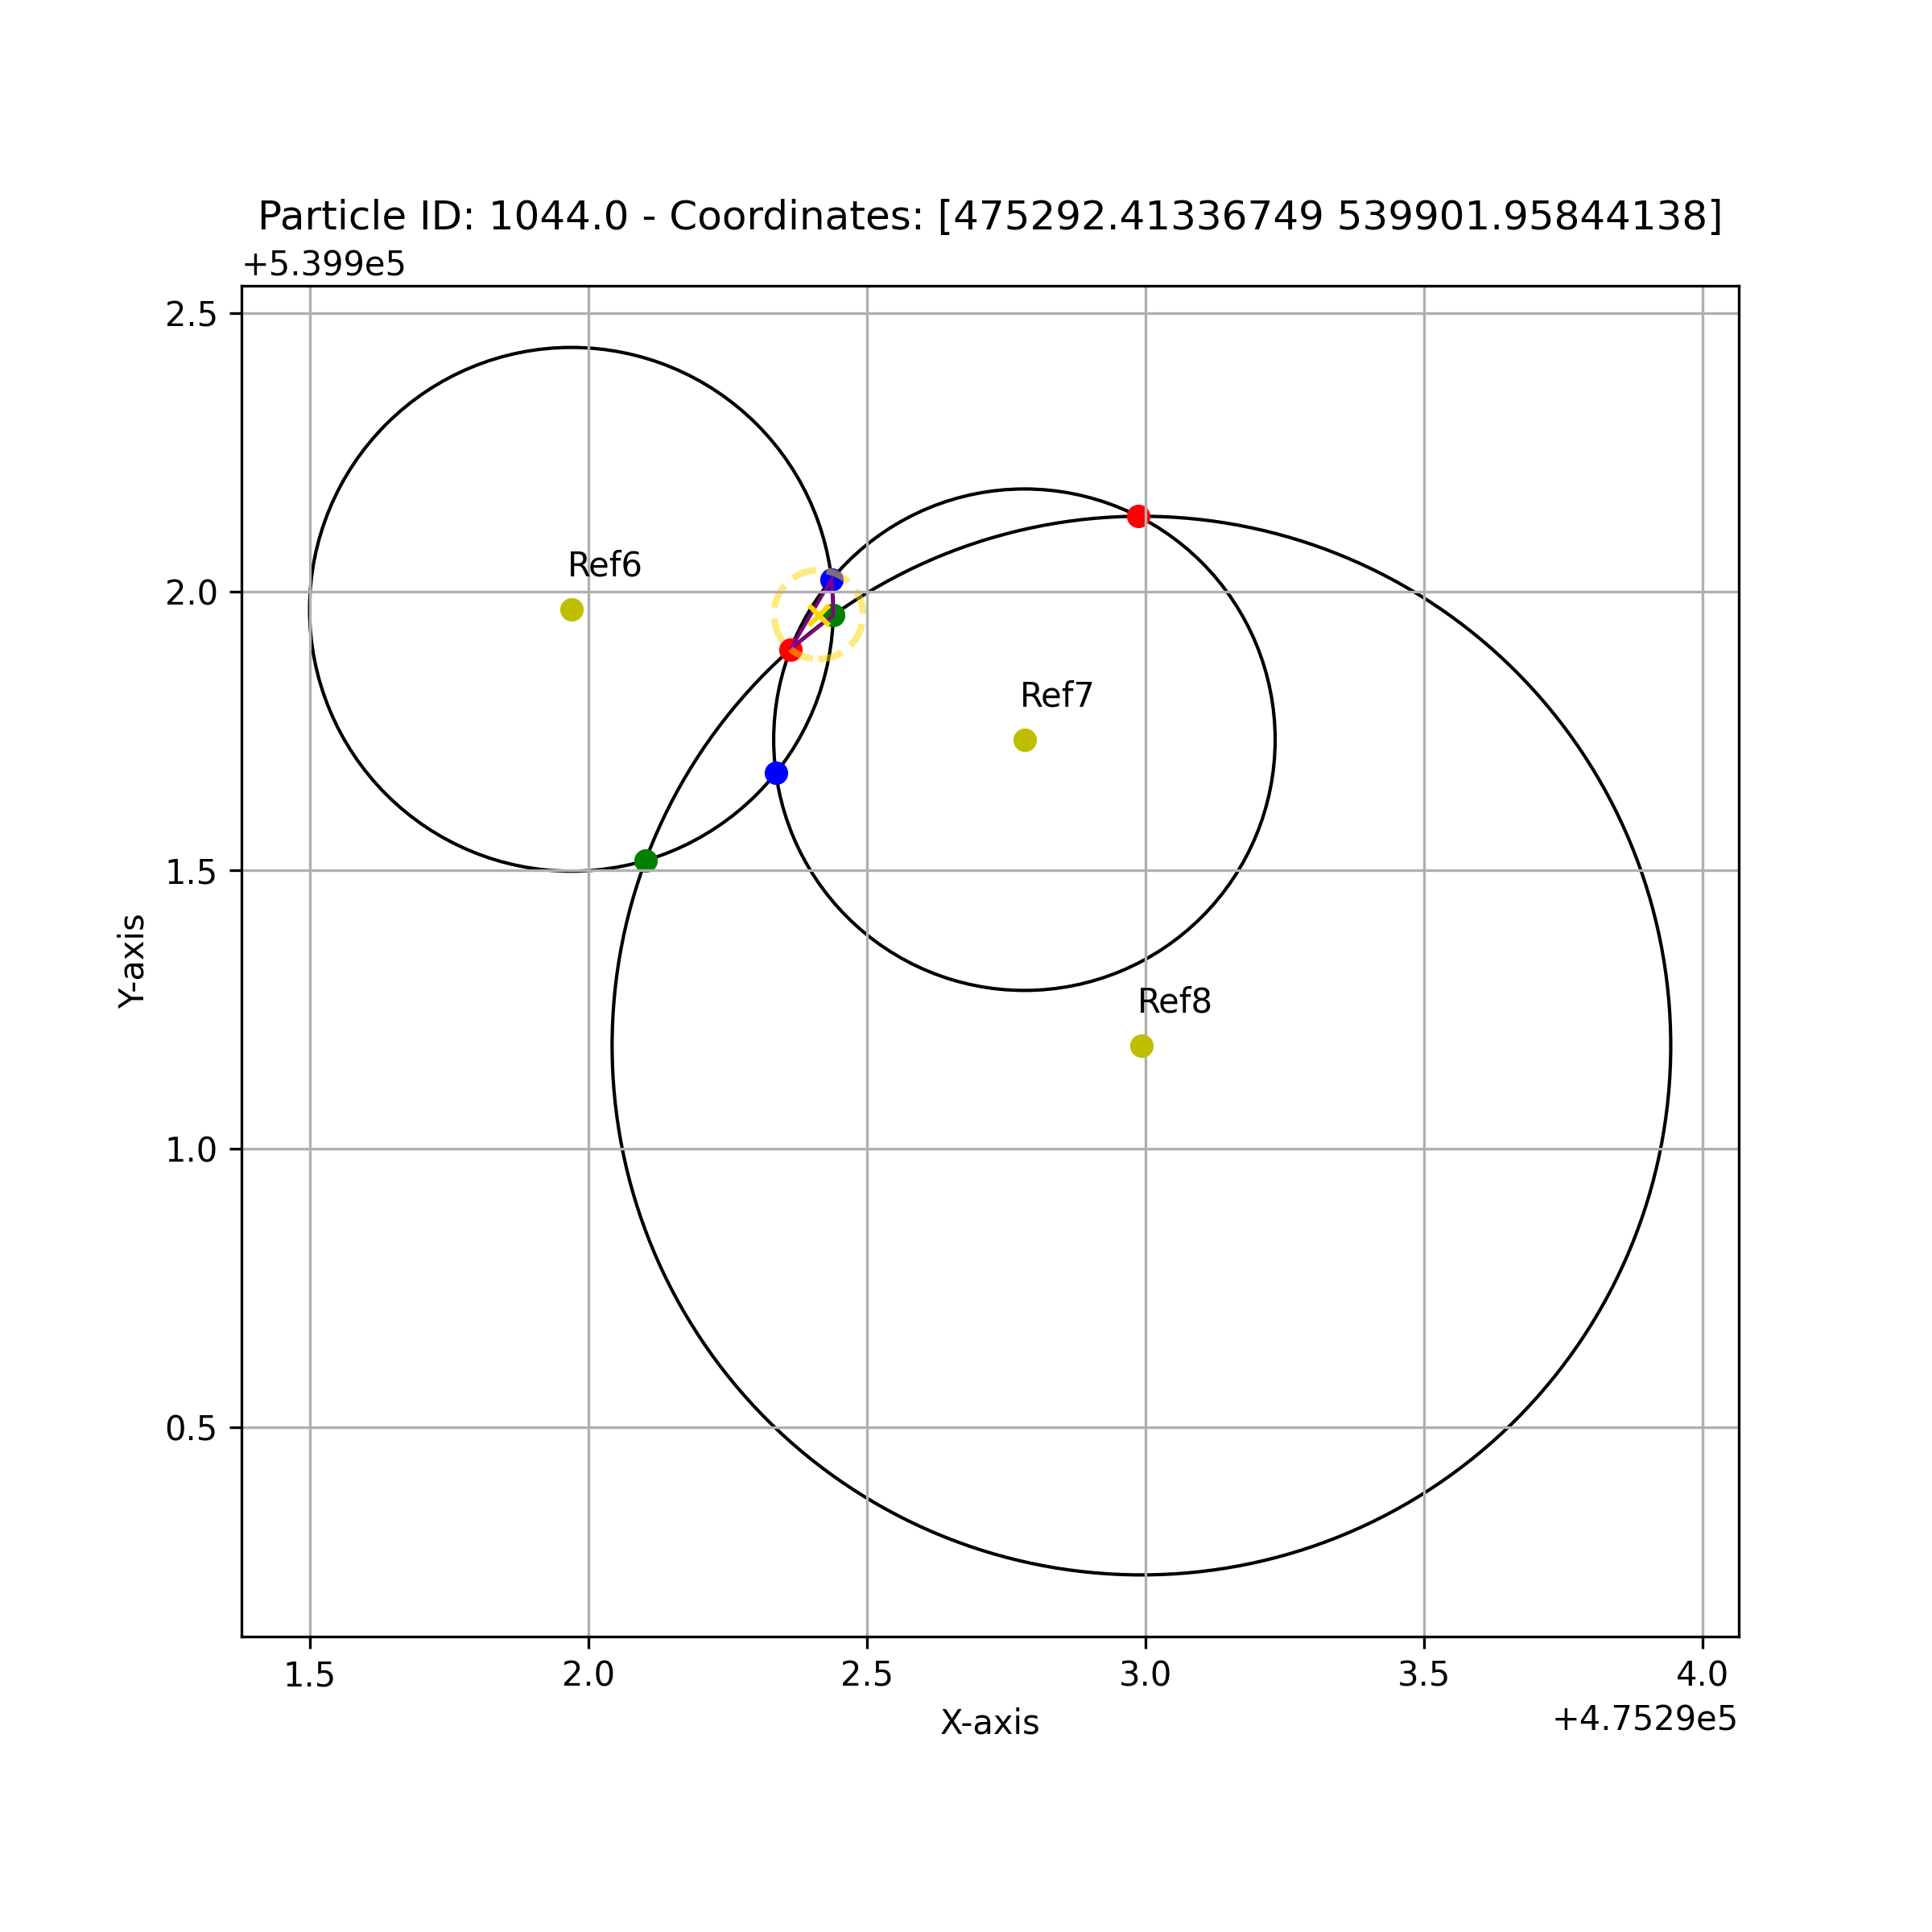 Particle ID: 1044.0 - Coordinates: [475292.41336749 539901.95844138]
+5.399e5
2.5
2.0
1.5
1.0
0.5
Y-axis
Ref6
Ref7
Ref8
1.5 2.0 2.5 3.0 3.5 4.0
X-axis
+4.7529e5